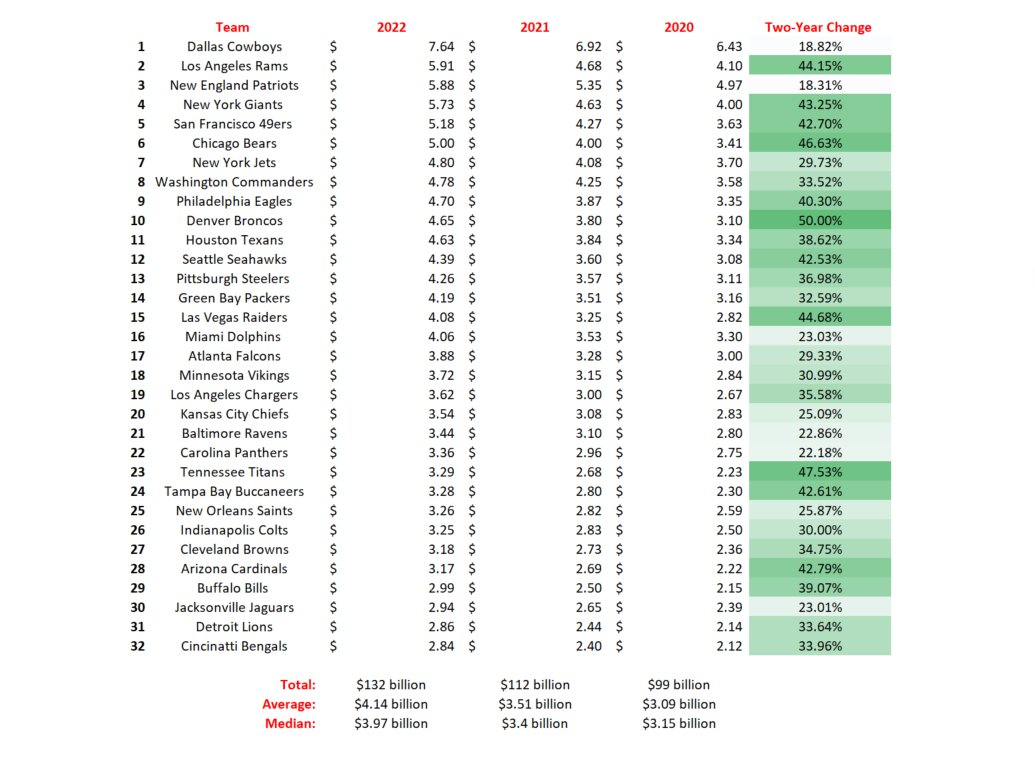 Team 2022 2021 2020 Two-Year Change
1 Dallas Cowboys $ 7.64 $ 6.92 $ 6.43 18.82%
2 Los Angeles Rams $ 5.91 $ 4.68 $ 4.10 44.15%
3 New England Patriots $ 5.88 $ 5.35 $ 4.97 18.31%
4 New York Giants $ 5.73 $ 4.63 $ 4.00 43.25%
5 San Francisco 49ers $ 5.18 $ 4.27 $ 3.63 42.70%
6 Chicago Bears $ 5.00 $ 4.00 $ 3.41 46.63%
7 New York Jets $ 4.80 $ 4.08 $ 3.70 29.73%
8 Washington Commanders $ 4.78 $ 4.25 $ 3.58 33.52%
9 Philadelphia Eagles $ 4.70 $ 3.87 $ 3.35 40.30%
10 Denver Broncos $ 4.65 $ 3.80 $ 3.10 50.00%
11 Houston Texans $ 4.63 $ 3.84 $ 3.34 38.62%
12 Seattle Seahawks $ 4.39 $ 3.60 $ 3.08 42.53%
13 Pittsburgh Steelers $ 4.26 $ 3.57 $ 3.11 36.98%
14 Green Bay Packers $ 4.19 $ 3.51 $ 3.16 32.59%
15 Las Vegas Raiders $ 4.08 $ 3.25 $ 2.82 44.68%
16 Miami Dolphins $ 4.06 $ 3.53 $ 3.30 23.03%
17 Atlanta Falcons $ 3.88 $ 3.28 $ 3.00 29.33%
18 Minnesota Vikings $ 3.72 $ 3.15 $ 2.84 30.99%
19 Los Angeles Chargers $ 3.62 $ 3.00 $ 2.67 35.58%
20 Kansas City Chiefs $ 3.54 $ 3.08 $ 2.83 25.09%
21 Baltimore Ravens $ 3.44 $ 3.10 $ 2.80 22.86%
22 Carolina Panthers $ 3.36 $ 2.96 $ 2.75 22.18%
23 Tennessee Titans $ 3.29 $ 2.68 $ 2.23 47.53%
24 Tampa Bay Buccaneers $ 3.28 $ 2.80 $ 2.30 42.61%
25 New Orleans Saints $ 3.26 $ 2.82 $ 2.59 25.87%
26 Indianapolis Colts $ 3.25 $ 2.83 $ 2.50 30.00%
27 Cleveland Browns $ 3.18 $ 2.73 $ 2.36 34.75%
28 Arizona Cardinals $ 3.17 $ 2.69 $ 2.22 42.79%
29 Buffalo Bills $ 2.99 $ 2.50 $ 2.15 39.07%
30 Jacksonville Jaguars $ 2.94 $ 2.65 $ 2.39 23.01%
31 Detroit Lions $ 2.86 $ 2.44 $ 2.14 33.64%
32 Cincinatti Bengals $ 2.84 $ 2.40 $ 2.12 33.96%
Total: $132 billion $112 billion $99 billion
Average: $4.14 billion $3.51 billion $3.09 billion
Median: $3.97 billion $3.4 billion $3.15 billion